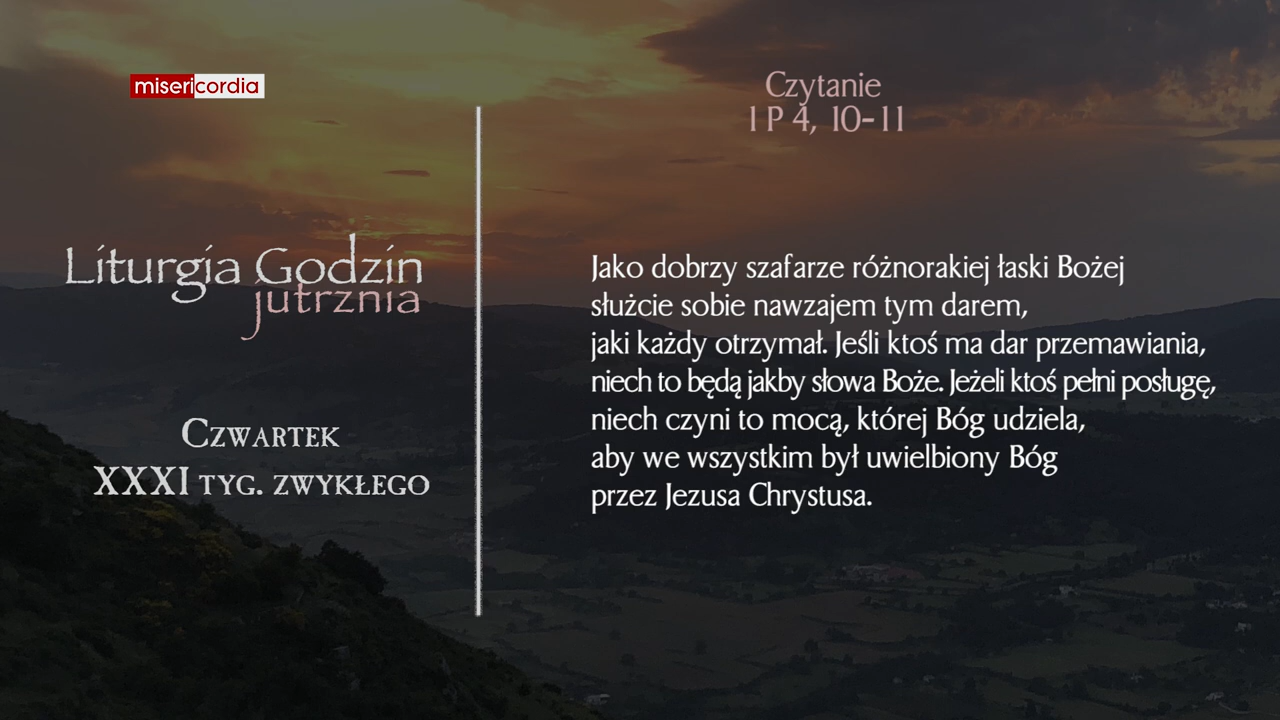 misericordia
Liturgia Godzin
jutrznia
Czwartek
XXXI tyg. zwykłego
Czytanie
1 P 4, 10-11
Jako dobrzy szafarze różnorakiej łaski Bożej
służcie sobie nawzajem tym darem,
jaki każdy otrzymał. Jeśli ktoś ma dar przemawiania,
niech to będą jakby słowa Boże. Jeżeli ktoś pełni posługę,
niech czyni to mocą, której Bóg udziela,
aby we wszystkim był uwielbiony Bóg
przez Jezusa Chrystusa.